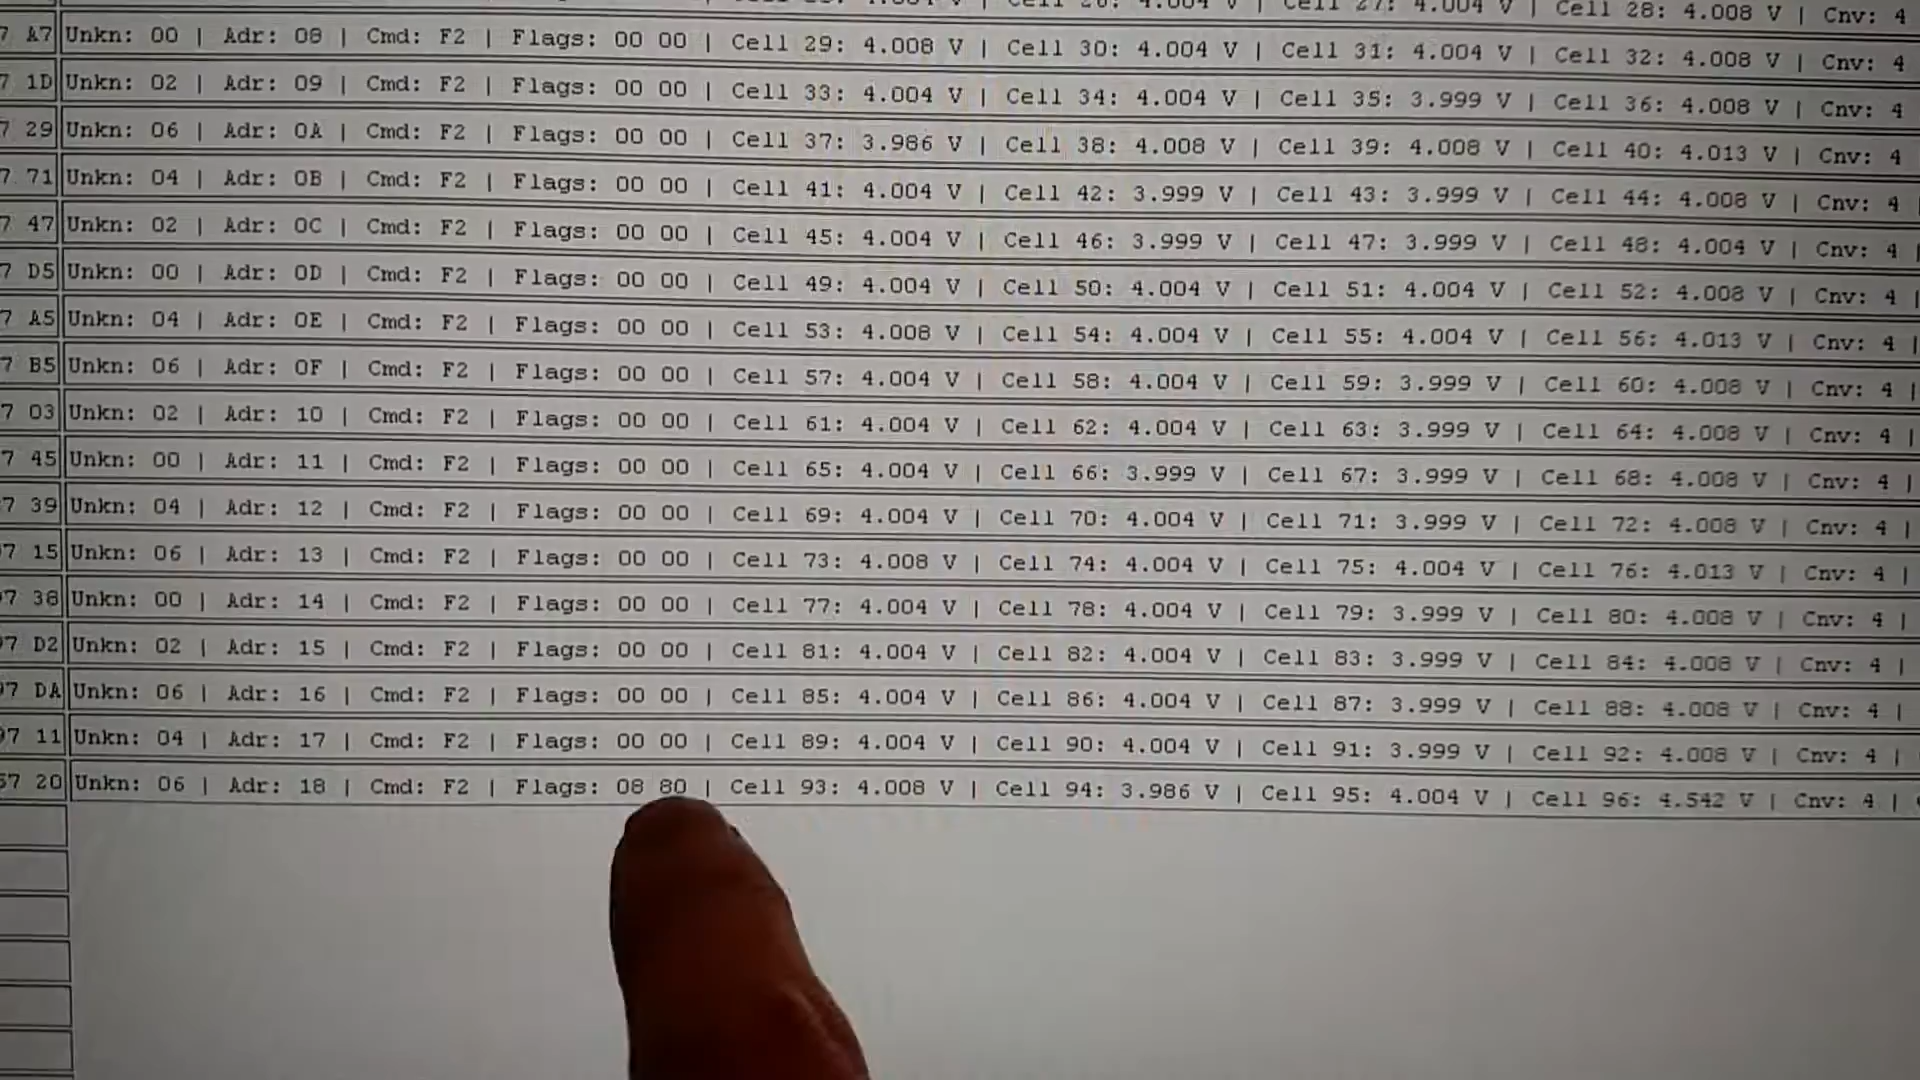 Cell 28: 4.008 V | Cnv: 4
7 A7 Unkn: 00 | Adr: 08 | Cmd: F2 | Flags: 00 00 | Cell 29: 4.008 V | Cell 30: 4.004 V | Cell 31: 4.004 V | Cell 32: 4.008 V | Cnv: 4
7 1D Unkn: 02 | Adr: 09 | Cmd: F2 | Flags: 00 00 | Cell 33: 4.004 V | Cell 34: 4.004 V | Cell 35: 3.999 V | Cell 36: 4.008 V | Cnv: 4
7 29 Unkn: 06 | Adr: 0A | Cmd: F2 | Flags: 00 00 | Cell 37: 3.986 V | Cell 38: 4.008 V | Cell 39: 4.008 V | Cell 40: 4.013 V | Cnv: 4
7 71 Unkn: 04 | Adr: 0B | Cmd: F2 | Flags: 00 00 | Cell 41: 4.004 V | Cell 42: 3.999 V | Cell 43: 3.999 V | Cell 44: 4.008 V | Cnv: 4 |
7 47 Unkn: 02 | Adr: 0C | Cmd: F2 | Flags: 00 00 | Cell 45: 4.004 V | Cell 46: 3.999 V | Cell 47: 3.999 V | Cell 48: 4.004 V | Cnv: 4 |
7 D5 Unkn: 00 | Adr: 0D | Cmd: F2 | Flags: 00 00 | Cell 49: 4.004 V | Cell 50: 4.004 V | Cell 51: 4.004 V | Cell 52: 4.008 V | Cnv: 4 |
7 A5 Unkn: 04 | Adr: 0E | Cmd: F2 | Flags: 00 00 | Cell 53: 4.008 V | Cell 54: 4.004 V | Cell 55: 4.004 V | Cell 56: 4.013 V | Cnv: 4 |
7 B5 Unkn: 06 | Adr: 0F | Cmd: F2 | Flags: 00 00 | Cell 57: 4.004 V | Cell 58: 4.004 V | Cell 59: 3.999 V | Cell 60: 4.008 V | Cnv: 4 |
7 03 Unkn: 02 | Adr: 10 | Cmd: F2 | Flags: 00 00 | Cell 61: 4.004 V | Cell 62: 4.004 V | Cell 63: 3.999 V | Cell 64: 4.008 V | Cnv: 4 |
7 45 Unkn: 00 | Adr: 11 | Cmd: F2 | Flags: 00 00 | Cell 65: 4.004 V | Cell 66: 3.999 V | Cell 67: 3.999 V | Cell 68: 4.008 V | Cnv: 4 |
7 39 Unkn: 04 | Adr: 12 | Cmd: F2 | Flags: 00 00 | Cell 69: 4.004 V | Cell 70: 4.004 V | Cell 71: 3.999 V | Cell 72: 4.008 V | Cnv: 4 |
7 15 Unkn: 06 | Adr: 13 | Cmd: F2 | Flags: 00 00 | Cell 73: 4.008 V | Cell 74: 4.004 V | Cell 75: 4.004 V | Cell 76: 4.013 V | Cnv: 4 |
7 38 Unkn: 00 | Adr: 14 | Cmd: F2 | Flags: 00 00 | Cell 77: 4.004 V | Cell 78: 4.004 V | Cell 79: 3.999 V | Cell 80: 4.008 V | Cnv: 4 |
7 D2 Unkn: 02 | Adr: 15 | Cmd: F2 | Flags: 00 00 | Cell 81: 4.004 V | Cell 82: 4.004 V | Cell 83: 3.999 V | Cell 84: 4.008 V | Cnv: 4 |
7 DA Unkn: 06 | Adr: 16 | Cmd: F2 | Flags: 00 00 | Cell 85: 4.004 V | Cell 86: 4.004 V | Cell 87: 3.999 V | Cell 88: 4.008 V | Cnv: 4 |
97 11 Unkn: 04 | Adr: 17 | Cmd: F2 | Flags: 00 00 | Cell 89: 4.004 V | Cell 90: 4.004 V | Cell 91: 3.999 V | Cell 92: 4.008 V | Cnv: 4 |
57 20 Unkn: 06 | Adr: 18 | Cmd: F2 | Flags: 08 80 | Cell 93: 4.008 V | Cell 94: 3.986 V | Cell 95: 4.004 V | Cell 96: 4.542 V | Cnv: 4 |